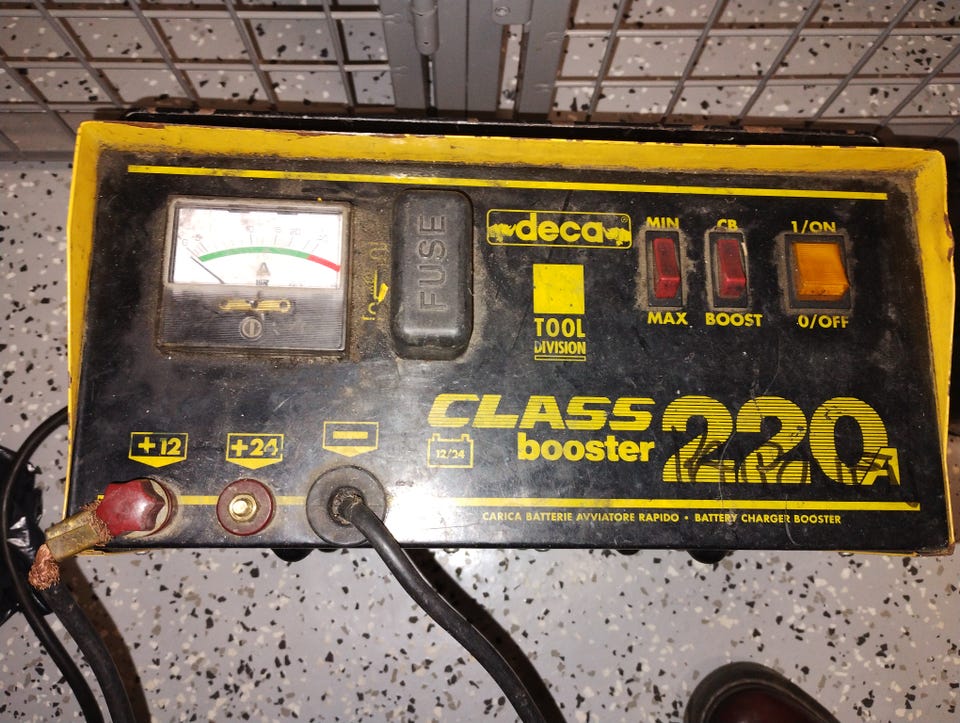 FUSE
deca
MIN
CB
1/ON
MAX
BOOST
0/OFF
A
TOOL
DIVISION
CLASS
booster
220A
+12
+24
−
12/24
CARICA BATTERIE AVVIATORE RAPIDO • BATTERY CHARGER BOOSTER